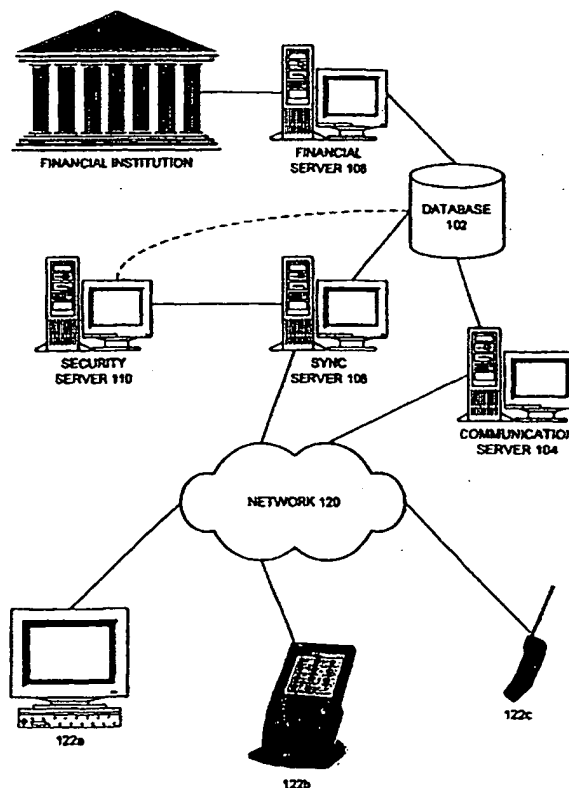 FINANCIAL INSTITUTION
FINANCIAL
SERVER 108
DATABASE
102
SECURITY
SERVER 110
SYNC
SERVER 106
COMMUNICATION
SERVER 104
NETWORK 120
122a
122b
122c